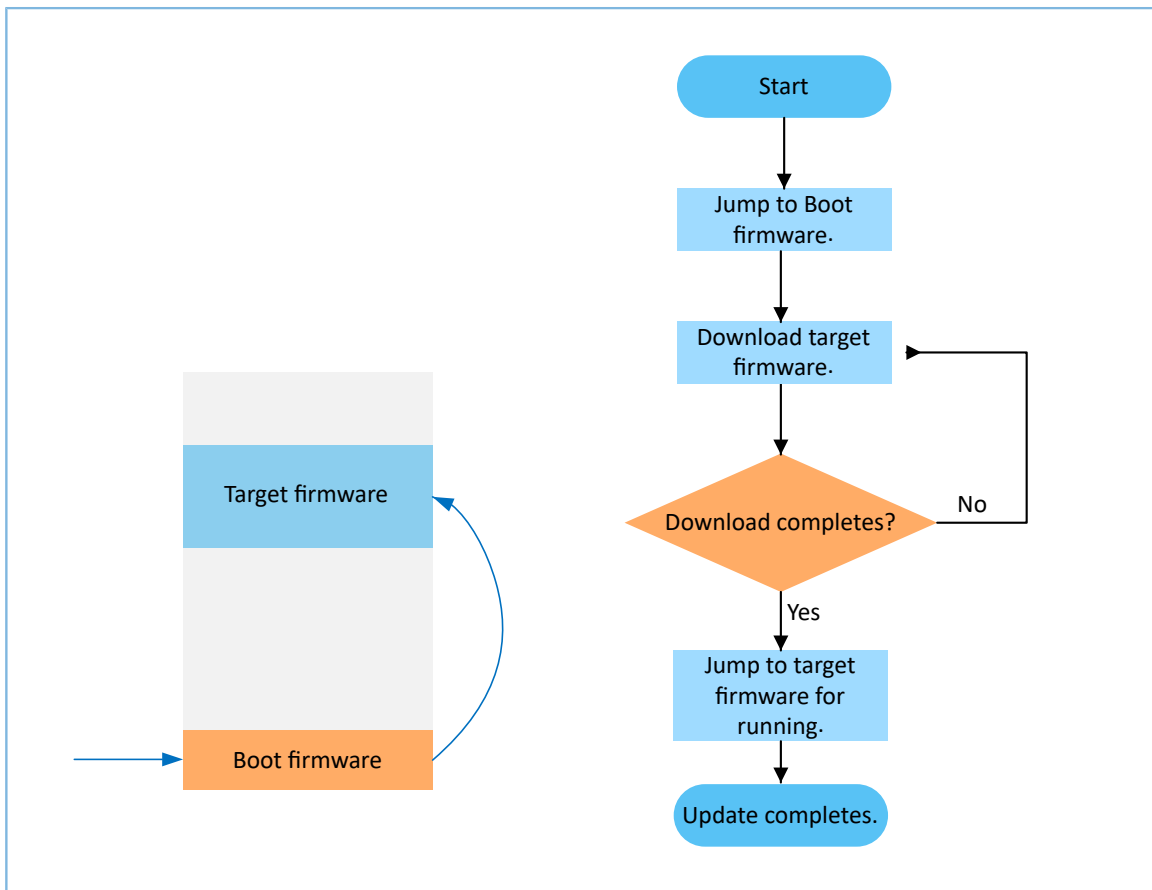 Target firmware
Boot firmware
Start
Jump to Boot
firmware.
Download target
firmware.
Download completes?
No
Yes
Jump to target
firmware for
running.
Update completes.